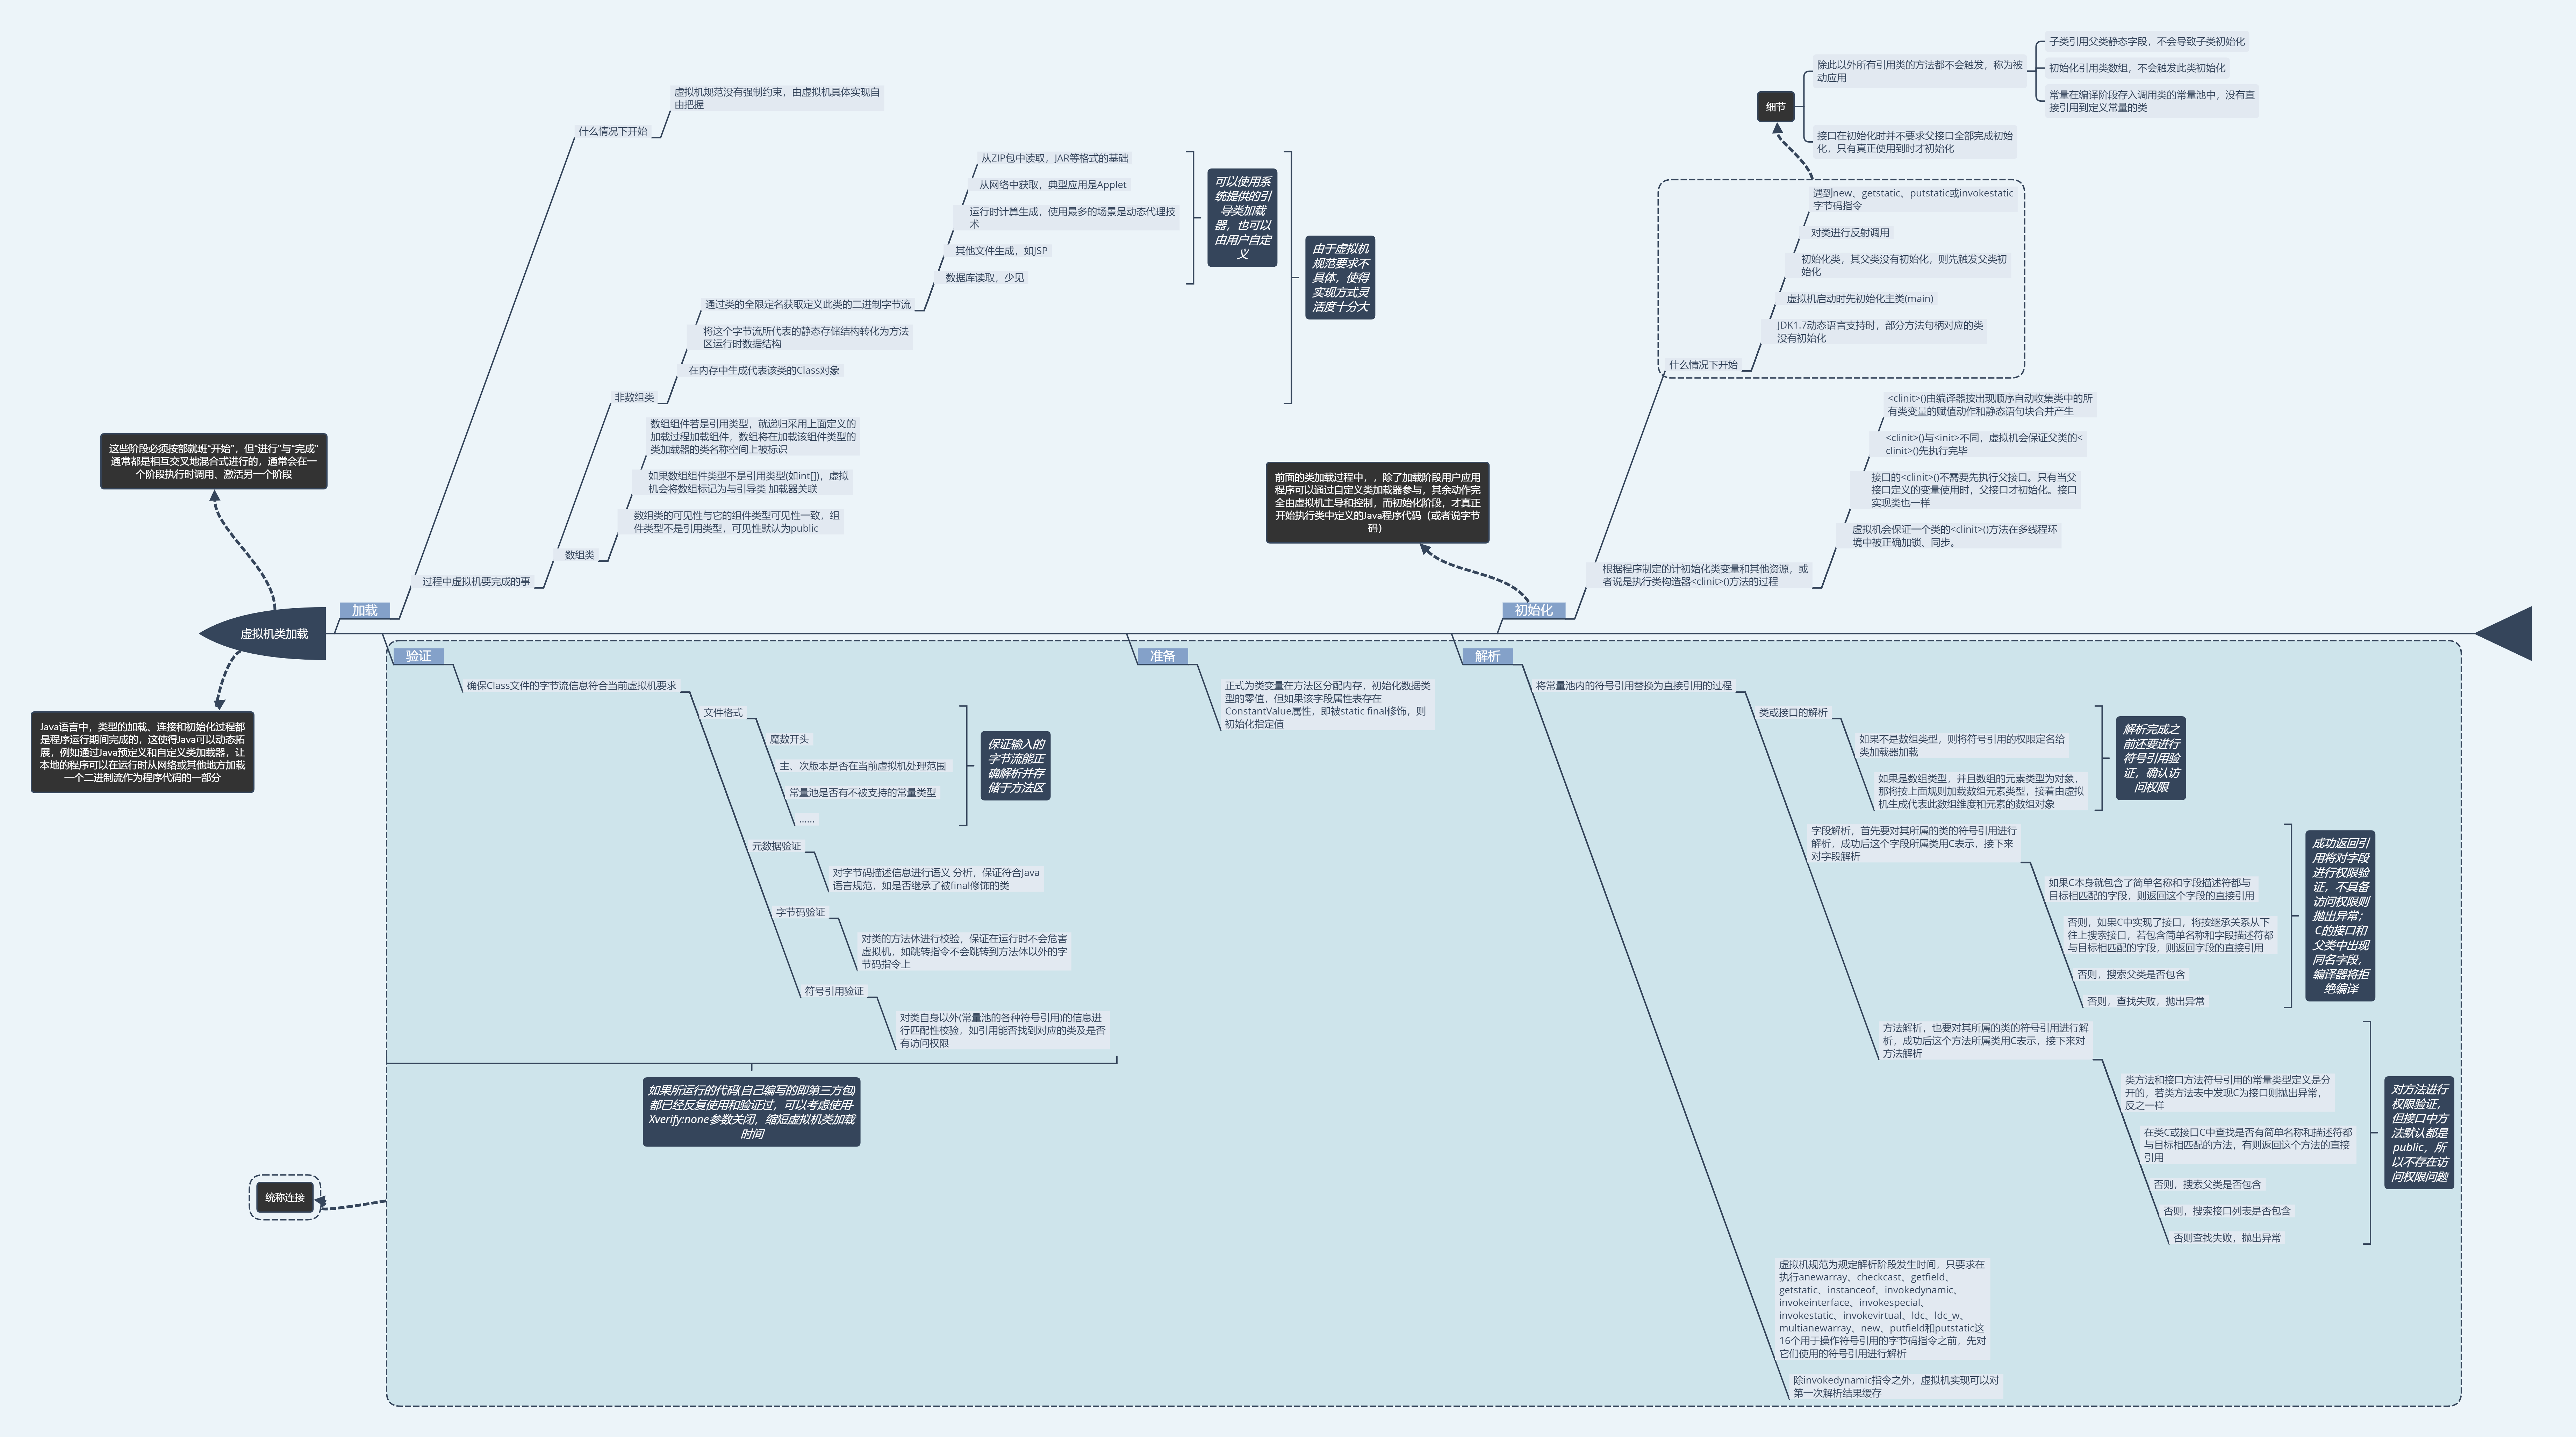 虚拟机类加载
这些阶段必须按部就班“开始”，但“进行”与“完成”
通常都是相互交叉地混合式进行的，通常会在一
个阶段执行时调用、激活另一个阶段
Java语言中，类型的加载、连接和初始化过程都
是程序运行期间完成的，这使得Java可以动态拓
展，例如通过Java预定义和自定义类加载器，让
本地的程序可以在运行时从网络或其他地方加载
一个二进制流作为程序代码的一部分
加载
什么情况下开始
虚拟机规范没有强制约束，由虚拟机具体实现自
由把握
过程中虚拟机要完成的事
非数组类
通过类的全限定名获取定义此类的二进制字节流
从ZIP包中读取，JAR等格式的基础
从网络中获取，典型应用是Applet
运行时计算生成，使用最多的场景是动态代理技
术
其他文件生成，如JSP
数据库读取，少见
可以使用系
统提供的引
导类加载
器，也可以
由用户自定
义
将这个字节流所代表的静态存储结构转化为方法
区运行时数据结构
在内存中生成代表该类的Class对象
由于虚拟机
规范要求不
具体，使得
实现方式灵
活度十分大
数组类
数组组件若是引用类型，就递归采用上面定义的
加载过程加载组件，数组将在加载该组件类型的
类加载器的类名称空间上被标识
如果数组组件类型不是引用类型(如int[])，虚拟
机会将数组标记为与引导类 加载器关联
数组类的可见性与它的组件类型可见性一致，组
件类型不是引用类型，可见性默认为public
验证
确保Class文件的字节流信息符合当前虚拟机要求
文件格式
魔数开头
主、次版本是否在当前虚拟机处理范围
常量池是否有不被支持的常量类型
......
保证输入的
字节流能正
确解析并存
储于方法区
元数据验证
对字节码描述信息进行语义 分析，保证符合Java
语言规范，如是否继承了被final修饰的类
字节码验证
对类的方法体进行校验，保证在运行时不会危害
虚拟机，如跳转指令不会跳转到方法体以外的字
节码指令上
符号引用验证
对类自身以外(常量池的各种符号引用)的信息进
行匹配性校验，如引用能否找到对应的类及是否
有访问权限
如果所运行的代码(自己编写的即第三方包)
都已经反复使用和验证过，可以考虑使用-
Xverify:none参数关闭，缩短虚拟机类加载
时间
统称连接
准备
正式为类变量在方法区分配内存，初始化数据类
型的零值，但如果该字段属性表存在
ConstantValue属性，即被static final修饰，则
初始化指定值
解析
将常量池内的符号引用替换为直接引用的过程
类或接口的解析
如果不是数组类型，则将符号引用的权限定名给
类加载器加载
如果是数组类型，并且数组的元素类型为对象，
那将按上面规则加载数组元素类型，接着由虚拟
机生成代表此数组维度和元素的数组对象
解析完成之
前还要进行
符号引用验
证，确认访
问权限
字段解析，首先要对其所属的类的符号引用进行
解析，成功后这个字段所属类用C表示，接下来
对字段解析
如果C本身就包含了简单名称和字段描述符都与
目标相匹配的字段，则返回这个字段的直接引用
否则，如果C中实现了接口，将按继承关系从下
往上搜索接口，若包含简单名称和字段描述符都
与目标相匹配的字段，则返回字段的直接引用
否则，搜索父类是否包含
否则，查找失败，抛出异常
成功返回引
用将对字段
进行权限验
证，不具备
访问权限则
抛出异常；
C的接口和
父类中出现
同名字段，
编译器将拒
绝编译
方法解析，也要对其所属的类的符号引用进行解
析，成功后这个方法所属类用C表示，接下来对
方法解析
类方法和接口方法符号引用的常量类型定义是分
开的，若类方法表中发现C为接口则抛出异常，
反之一样
在类C或接口C中查找是否有简单名称和描述符都
与目标相匹配的方法，有则返回这个方法的直接
引用
否则，搜索父类是否包含
否则，搜索接口列表是否包含
否则查找失败，抛出异常
对方法进行
权限验证，
但接口中方
法默认都是
public，所
以不存在访
问权限问题
虚拟机规范为规定解析阶段发生时间，只要求在
执行anewarray、checkcast、getfield、
getstatic、instanceof、invokedynamic、
invokeinterface、invokespecial、
invokestatic、invokevirtual、ldc、ldc_w、
multianewarray、new、putfield和putstatic这
16个用于操作符号引用的字节码指令之前，先对
它们使用的符号引用进行解析
除invokedynamic指令之外，虚拟机实现可以对
第一次解析结果缓存
初始化
前面的类加载过程中，，除了加载阶段用户应用
程序可以通过自定义类加载器参与，其余动作完
全由虚拟机主导和控制，而初始化阶段，才真正
开始执行类中定义的Java程序代码（或者说字节
码）
什么情况下开始
遇到new、getstatic、putstatic或invokestatic
字节码指令
对类进行反射调用
初始化类，其父类没有初始化，则先触发父类初
始化
虚拟机启动时先初始化主类(main)
JDK1.7动态语言支持时，部分方法句柄对应的类
没有初始化
细节
除此以外所有引用类的方法都不会触发，称为被
动应用
子类引用父类静态字段，不会导致子类初始化
初始化引用类数组，不会触发此类初始化
常量在编译阶段存入调用类的常量池中，没有直
接引用到定义常量的类
接口在初始化时并不要求父接口全部完成初始
化，只有真正使用到时才初始化
根据程序制定的计初始化类变量和其他资源，或
者说是执行类构造器<clinit>()方法的过程
<clinit>()由编译器按出现顺序自动收集类中的所
有类变量的赋值动作和静态语句块合并产生
<clinit>()与<init>不同，虚拟机会保证父类的<
clinit>()先执行完毕
接口的<clinit>()不需要先执行父接口。只有当父
接口定义的变量使用时，父接口才初始化。接口
实现类也一样
虚拟机会保证一个类的<clinit>()方法在多线程环
境中被正确加锁、同步。